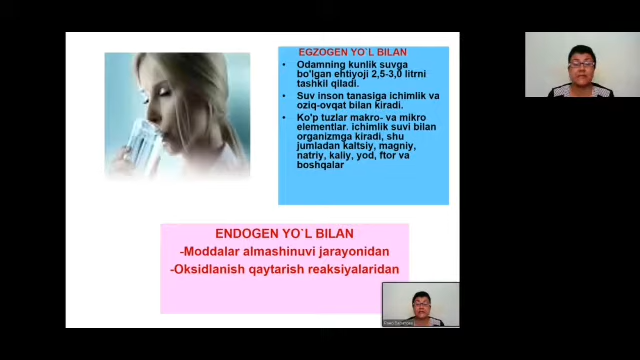 EGZOGEN YO`L BILAN
• Odamning kunlik suvga
bo'lgan ehtiyoji 2,5-3,0 litrni
tashkil qiladi.
• Suv inson tanasiga ichimlik va
oziq-ovqat bilan kiradi.
• Ko'p tuzlar makro- va mikro
elementlar. ichimlik suvi bilan
organizmga kiradi, shu
jumladan kaltsiy, magniy,
natriy, kaliy, yod, ftor va
boshqalar
ENDOGEN YO`L BILAN
-Moddalar almashinuvi jarayonidan
-Oksidlanish qaytarish reaksiyalaridan